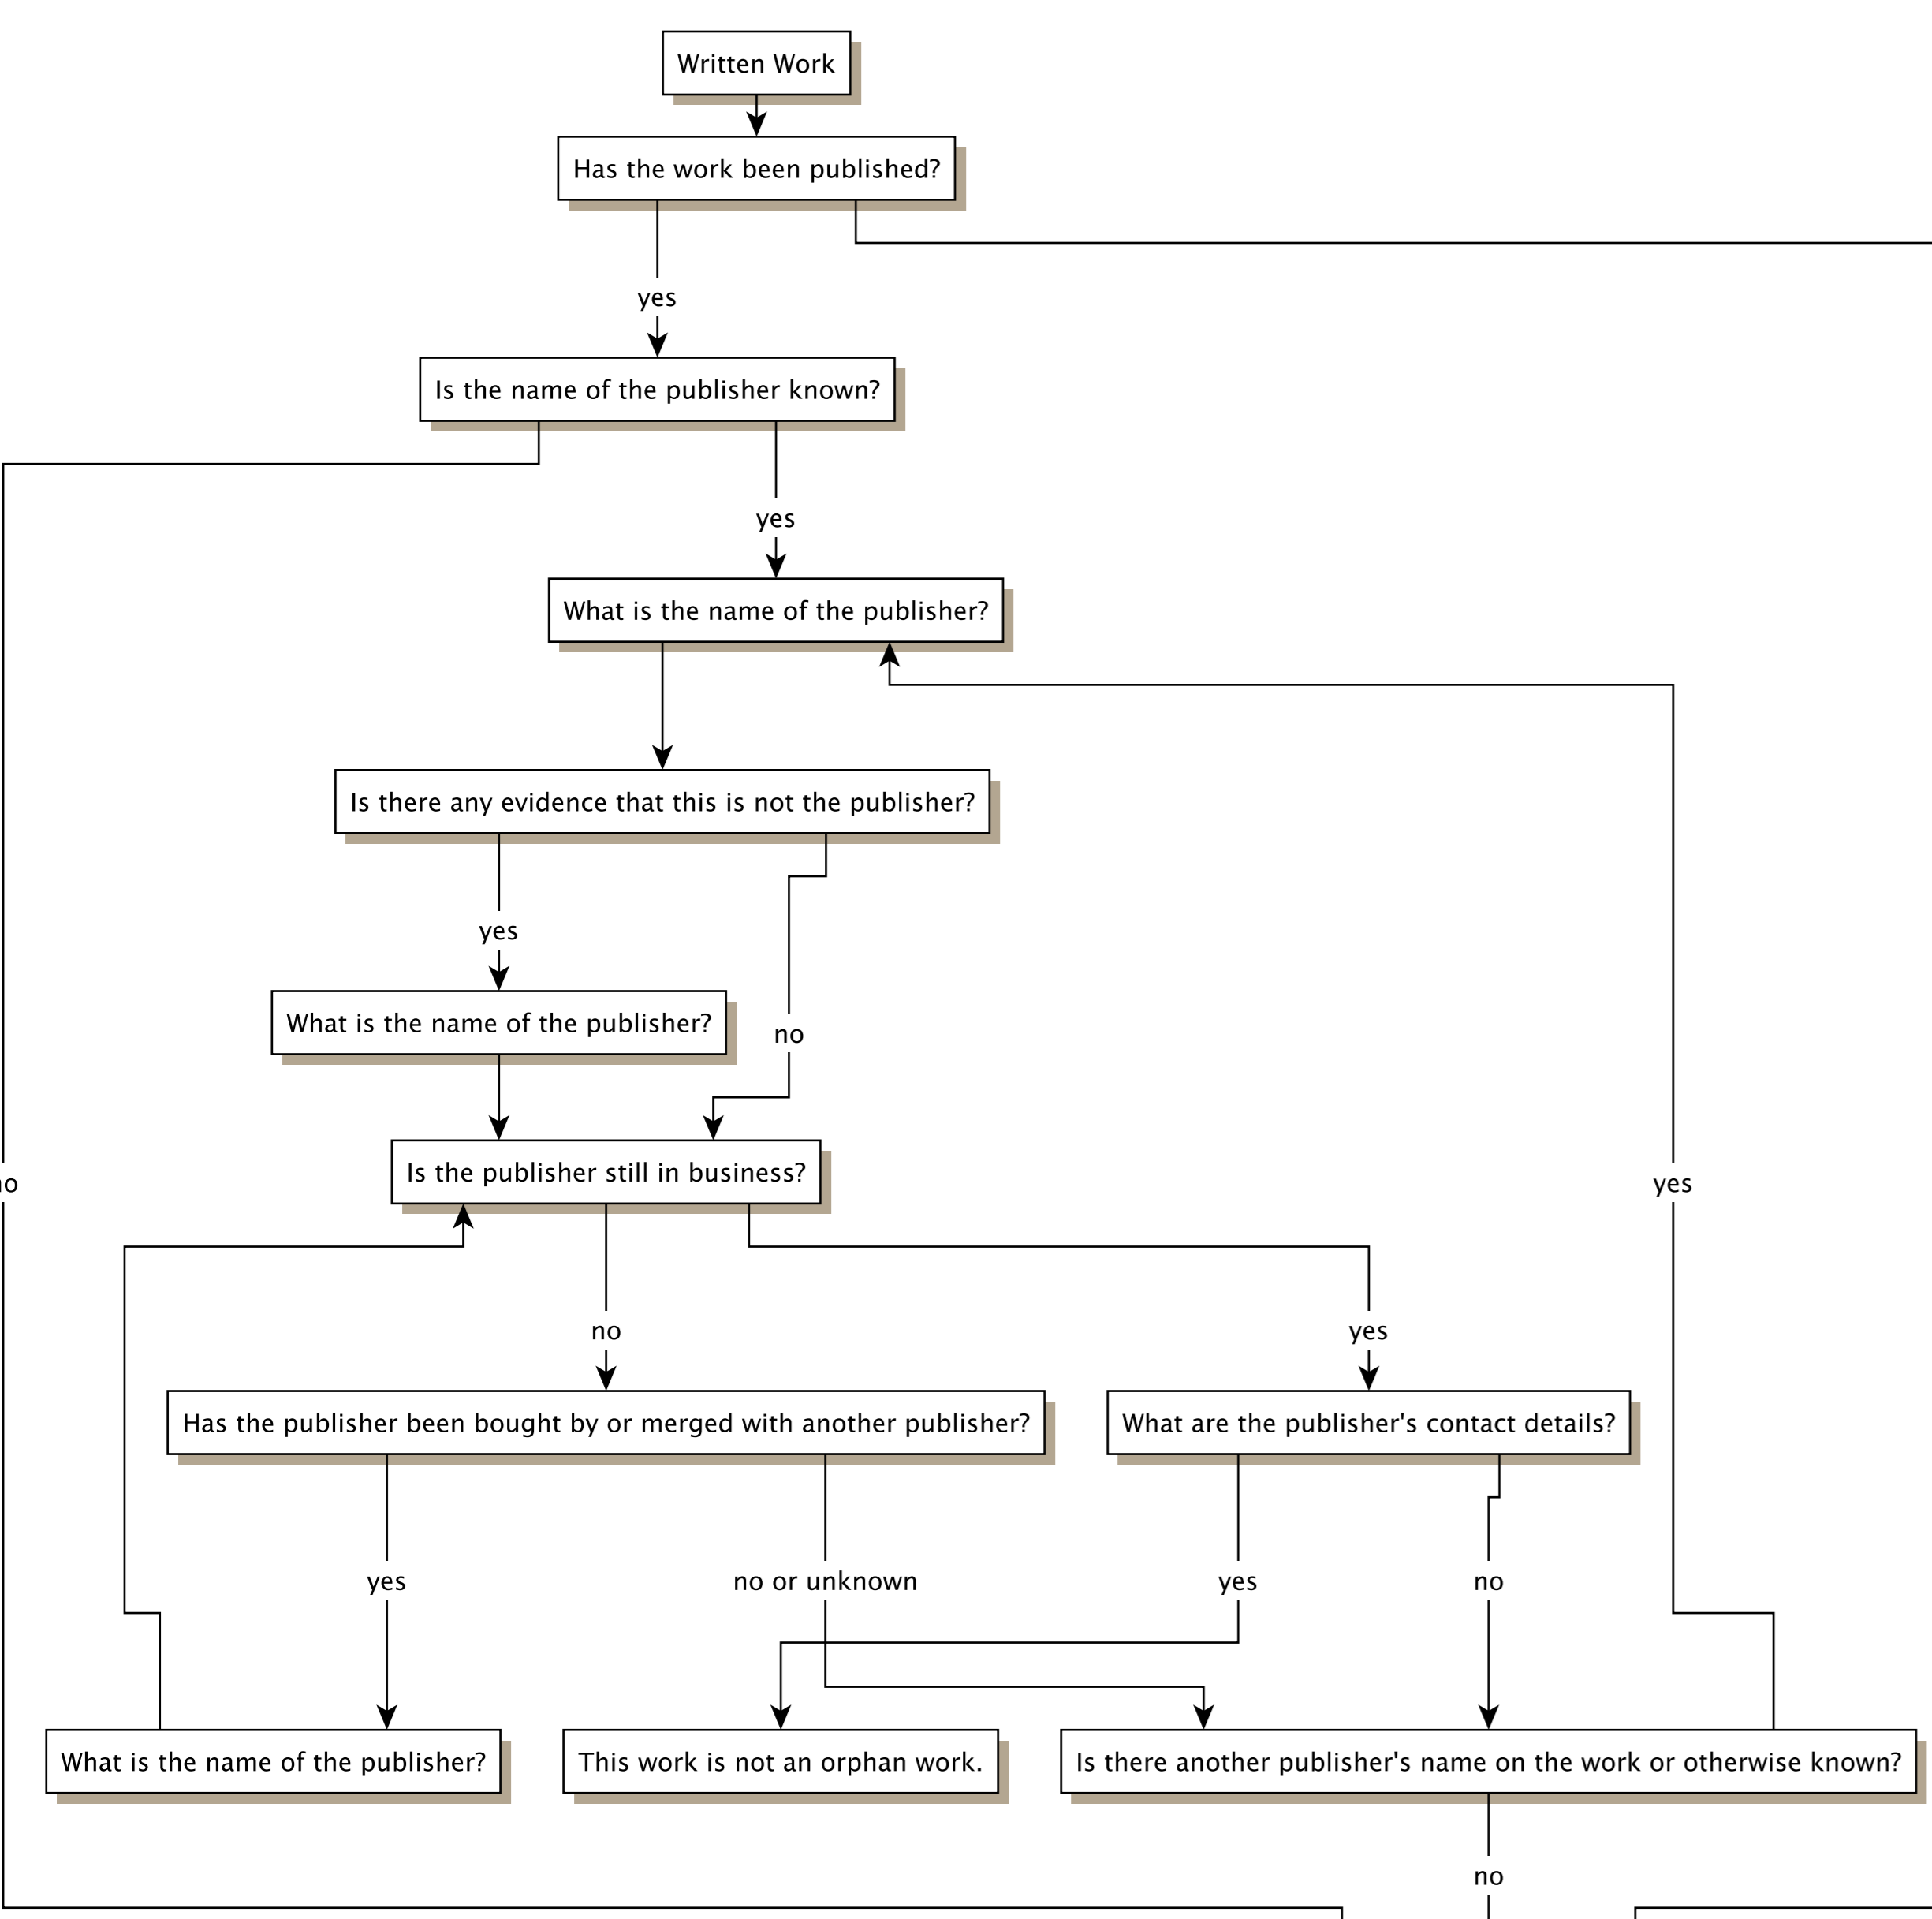 Written Work
Has the work been published?
yes
Is the name of the publisher known?
yes
What is the name of the publisher?
Is there any evidence that this is not the publisher?
yes
What is the name of the publisher?
no
Is the publisher still in business?
yes
no
yes
Has the publisher been bought by or merged with another publisher?
What are the publisher's contact details?
yes
no or unknown
yes
no
What is the name of the publisher?
This work is not an orphan work.
Is there another publisher's name on the work or otherwise known?
no